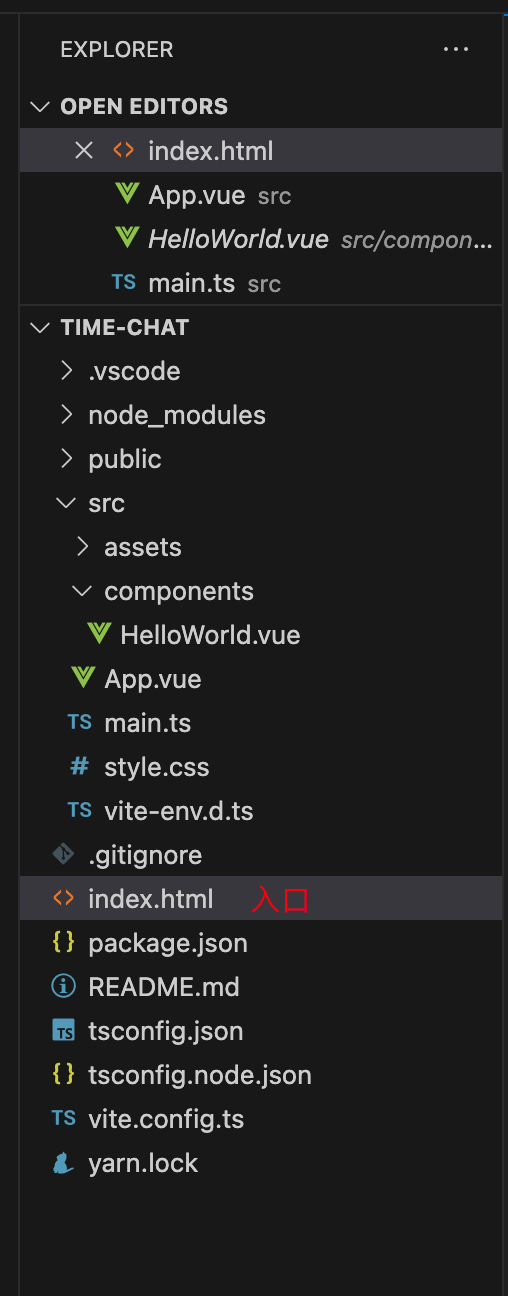 EXPLORER ...
OPEN EDITORS
index.html
App.vue src
HelloWorld.vue src/compon...
TS main.ts src
TIME-CHAT
.vscode
node_modules
public
src
assets
components
HelloWorld.vue
App.vue
TS main.ts
# style.css
TS vite-env.d.ts
.gitignore
<> index.html 入口
{} package.json
README.md
TS tsconfig.json
{} tsconfig.node.json
TS vite.config.ts
yarn.lock